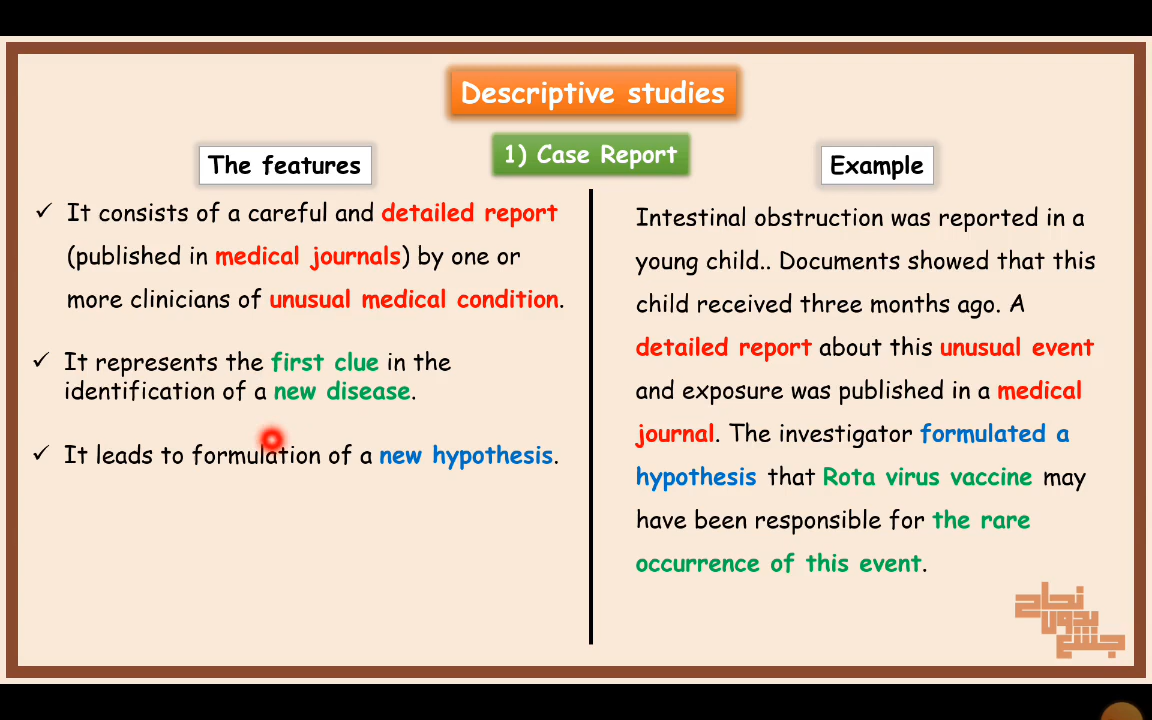 Descriptive studies
1) Case Report
The features
✓ It consists of a careful and detailed report
(published in medical journals) by one or
more clinicians of unusual medical condition.
✓ It represents the first clue in the
identification of a new disease.
✓ It leads to formulation of a new hypothesis.
Example
Intestinal obstruction was reported in a
young child.. Documents showed that this
child received three months ago. A
detailed report about this unusual event
and exposure was published in a medical
journal. The investigator formulated a
hypothesis that Rota virus vaccine may
have been responsible for the rare
occurrence of this event.
نجاح
بدون
جشع